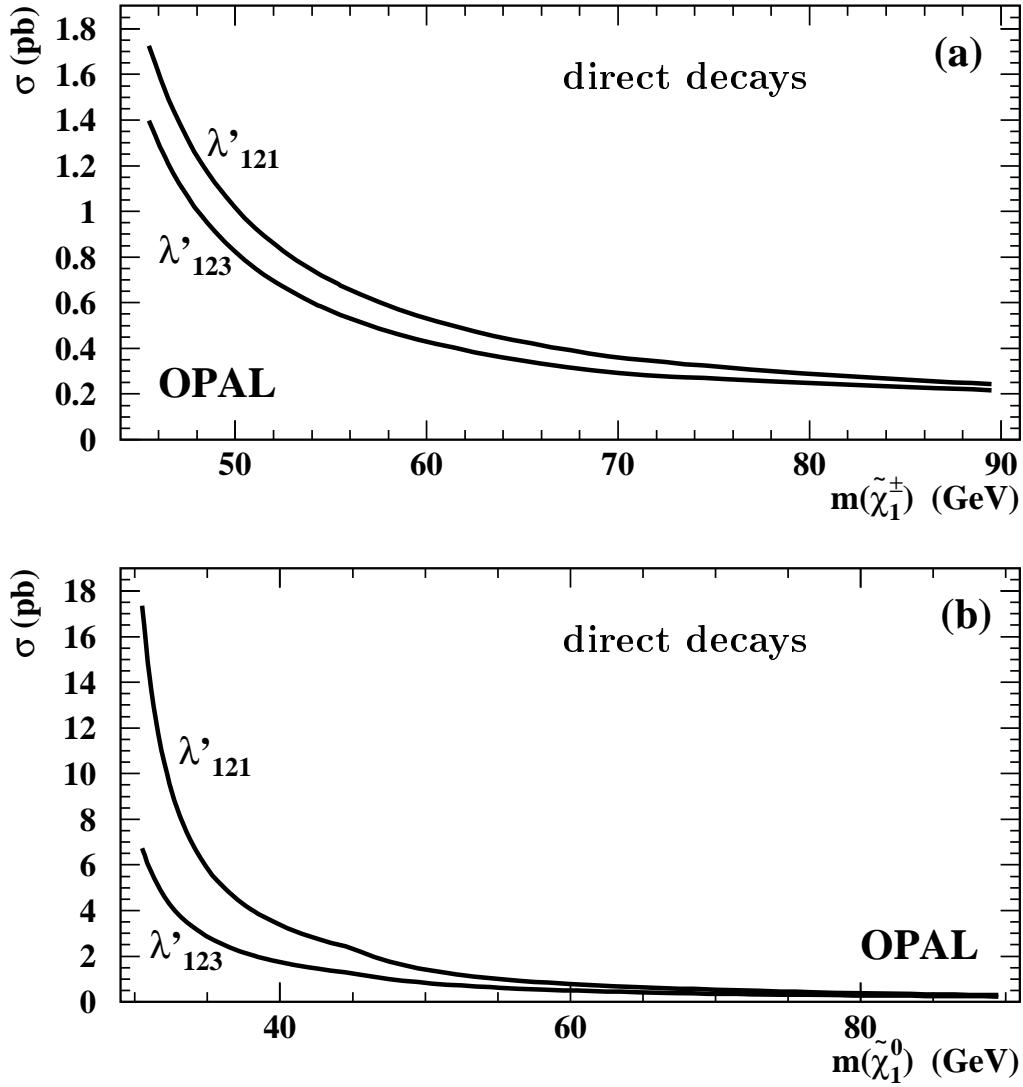 σ (pb)
1.8
1.6
1.4
1.2
1
0.8
0.6
0.4
0.2
0
(a)
direct decays
λ’121
λ’123
OPAL
50 60 70 80 90
m(χ̃₁±) (GeV)
σ (pb)
18
16
14
12
10
8
6
4
2
0
(b)
direct decays
λ’121
λ’123
OPAL
40 60 80
m(χ̃₁⁰) (GeV)